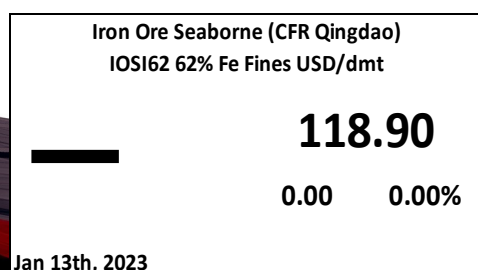 Iron Ore Seaborne (CFR Qingdao)
IOSI62 62% Fe Fines USD/dmt
118.90
0.00 0.00%
Jan 13th, 2023